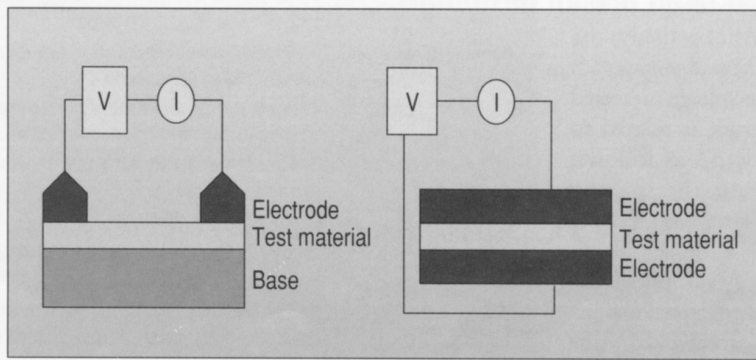 V
I
Electrode
Test material
Base
V
I
Electrode
Test material
Electrode